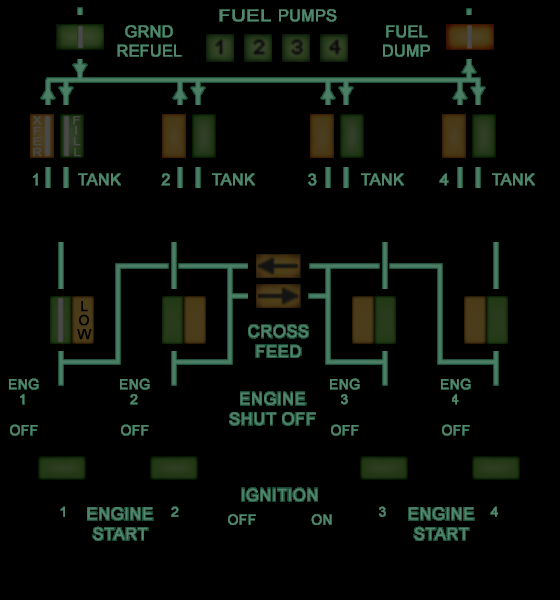 FUEL PUMPS
GRND
REFUEL
1 2 3 4
FUEL
DUMP
XFER
FILL
1 TANK
2 TANK
3 TANK
4 TANK
LOW
CROSS
FEED
ENG
1
ENG
2
ENG
3
ENG
4
ENGINE
SHUT OFF
OFF
OFF
OFF
OFF
IGNITION
OFF ON
1 ENGINE
START 2
3 ENGINE
START 4